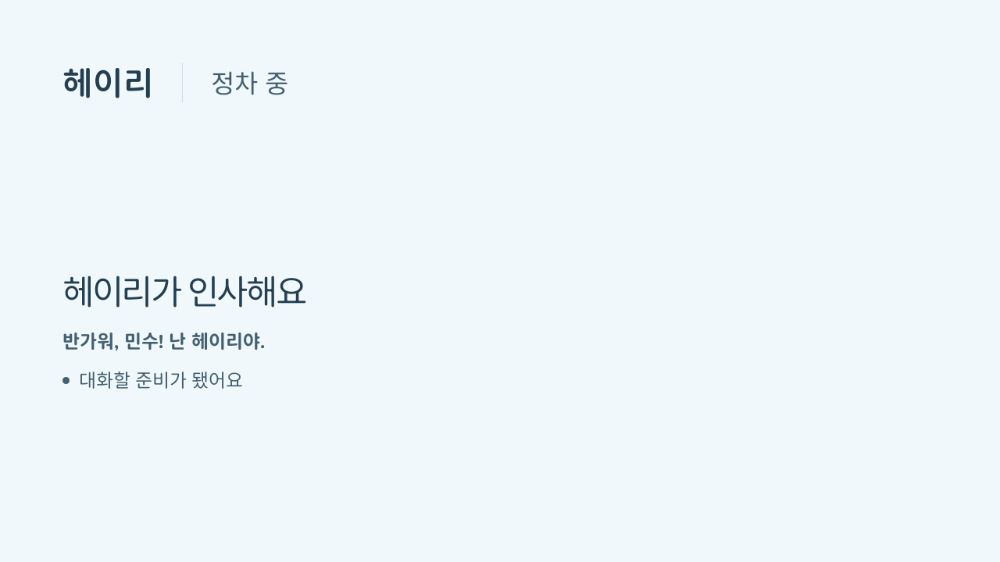 헤이리
정차 중
헤이리가 인사해요
반가워, 민수! 난 헤이리야.
• 대화할 준비가 됐어요